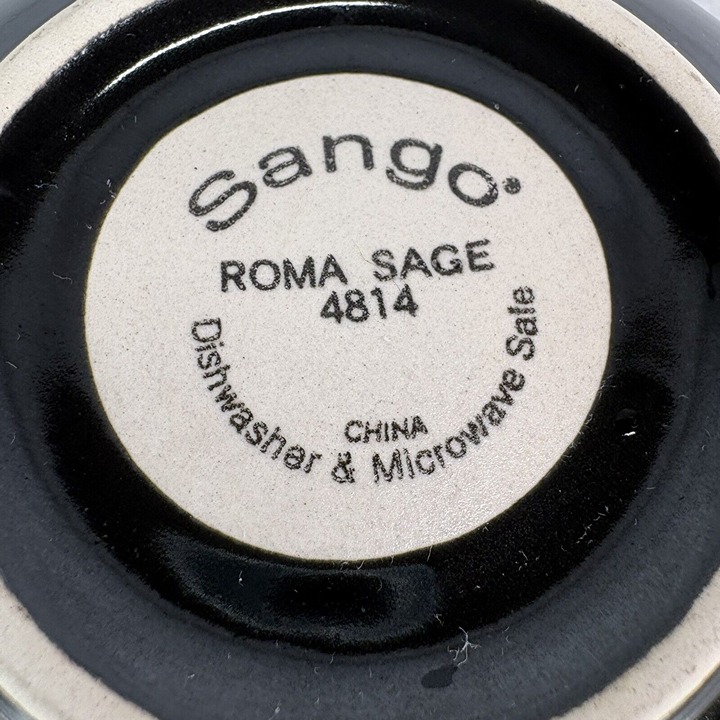 Sango®
ROMA SAGE
4814
CHINA
Dishwasher & Microwave Safe